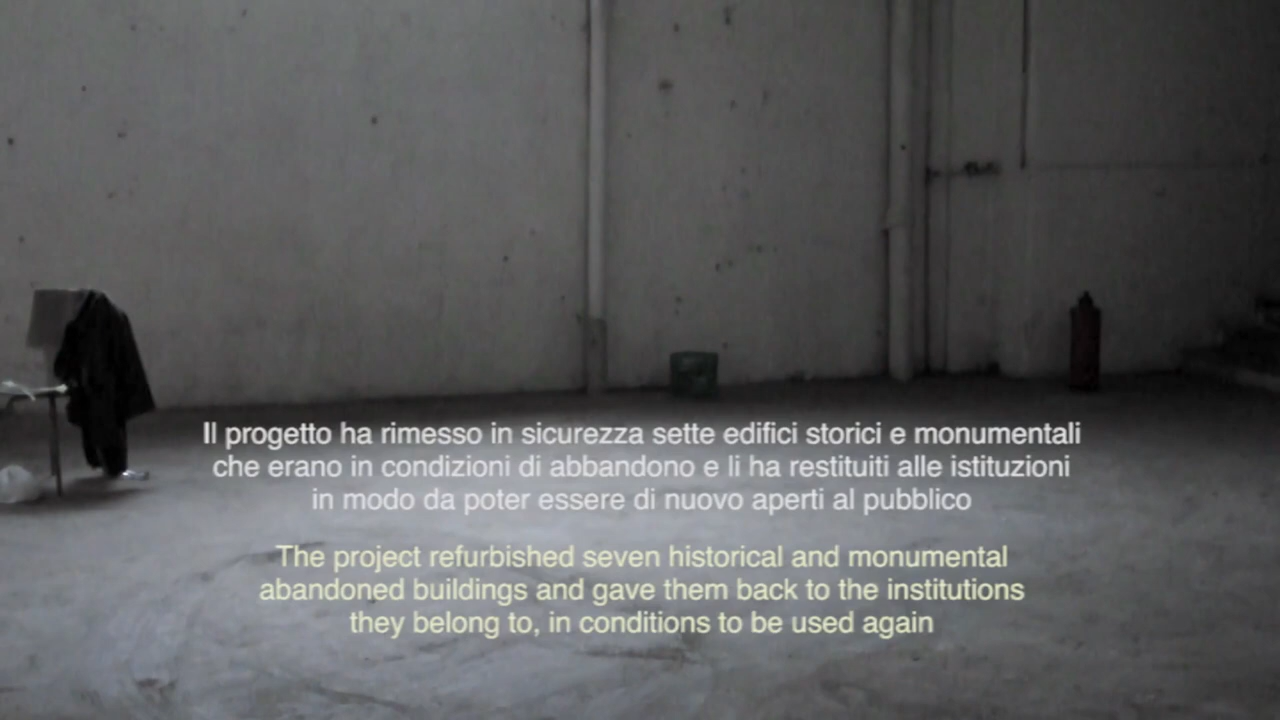 Il progetto ha rimesso in sicurezza sette edifici storici e monumentali
che erano in condizioni di abbandono e li ha restituiti alle istituzioni
in modo da poter essere di nuovo aperti al pubblico
The project refurbished seven historical and monumental
abandoned buildings and gave them back to the institutions
they belong to, in conditions to be used again